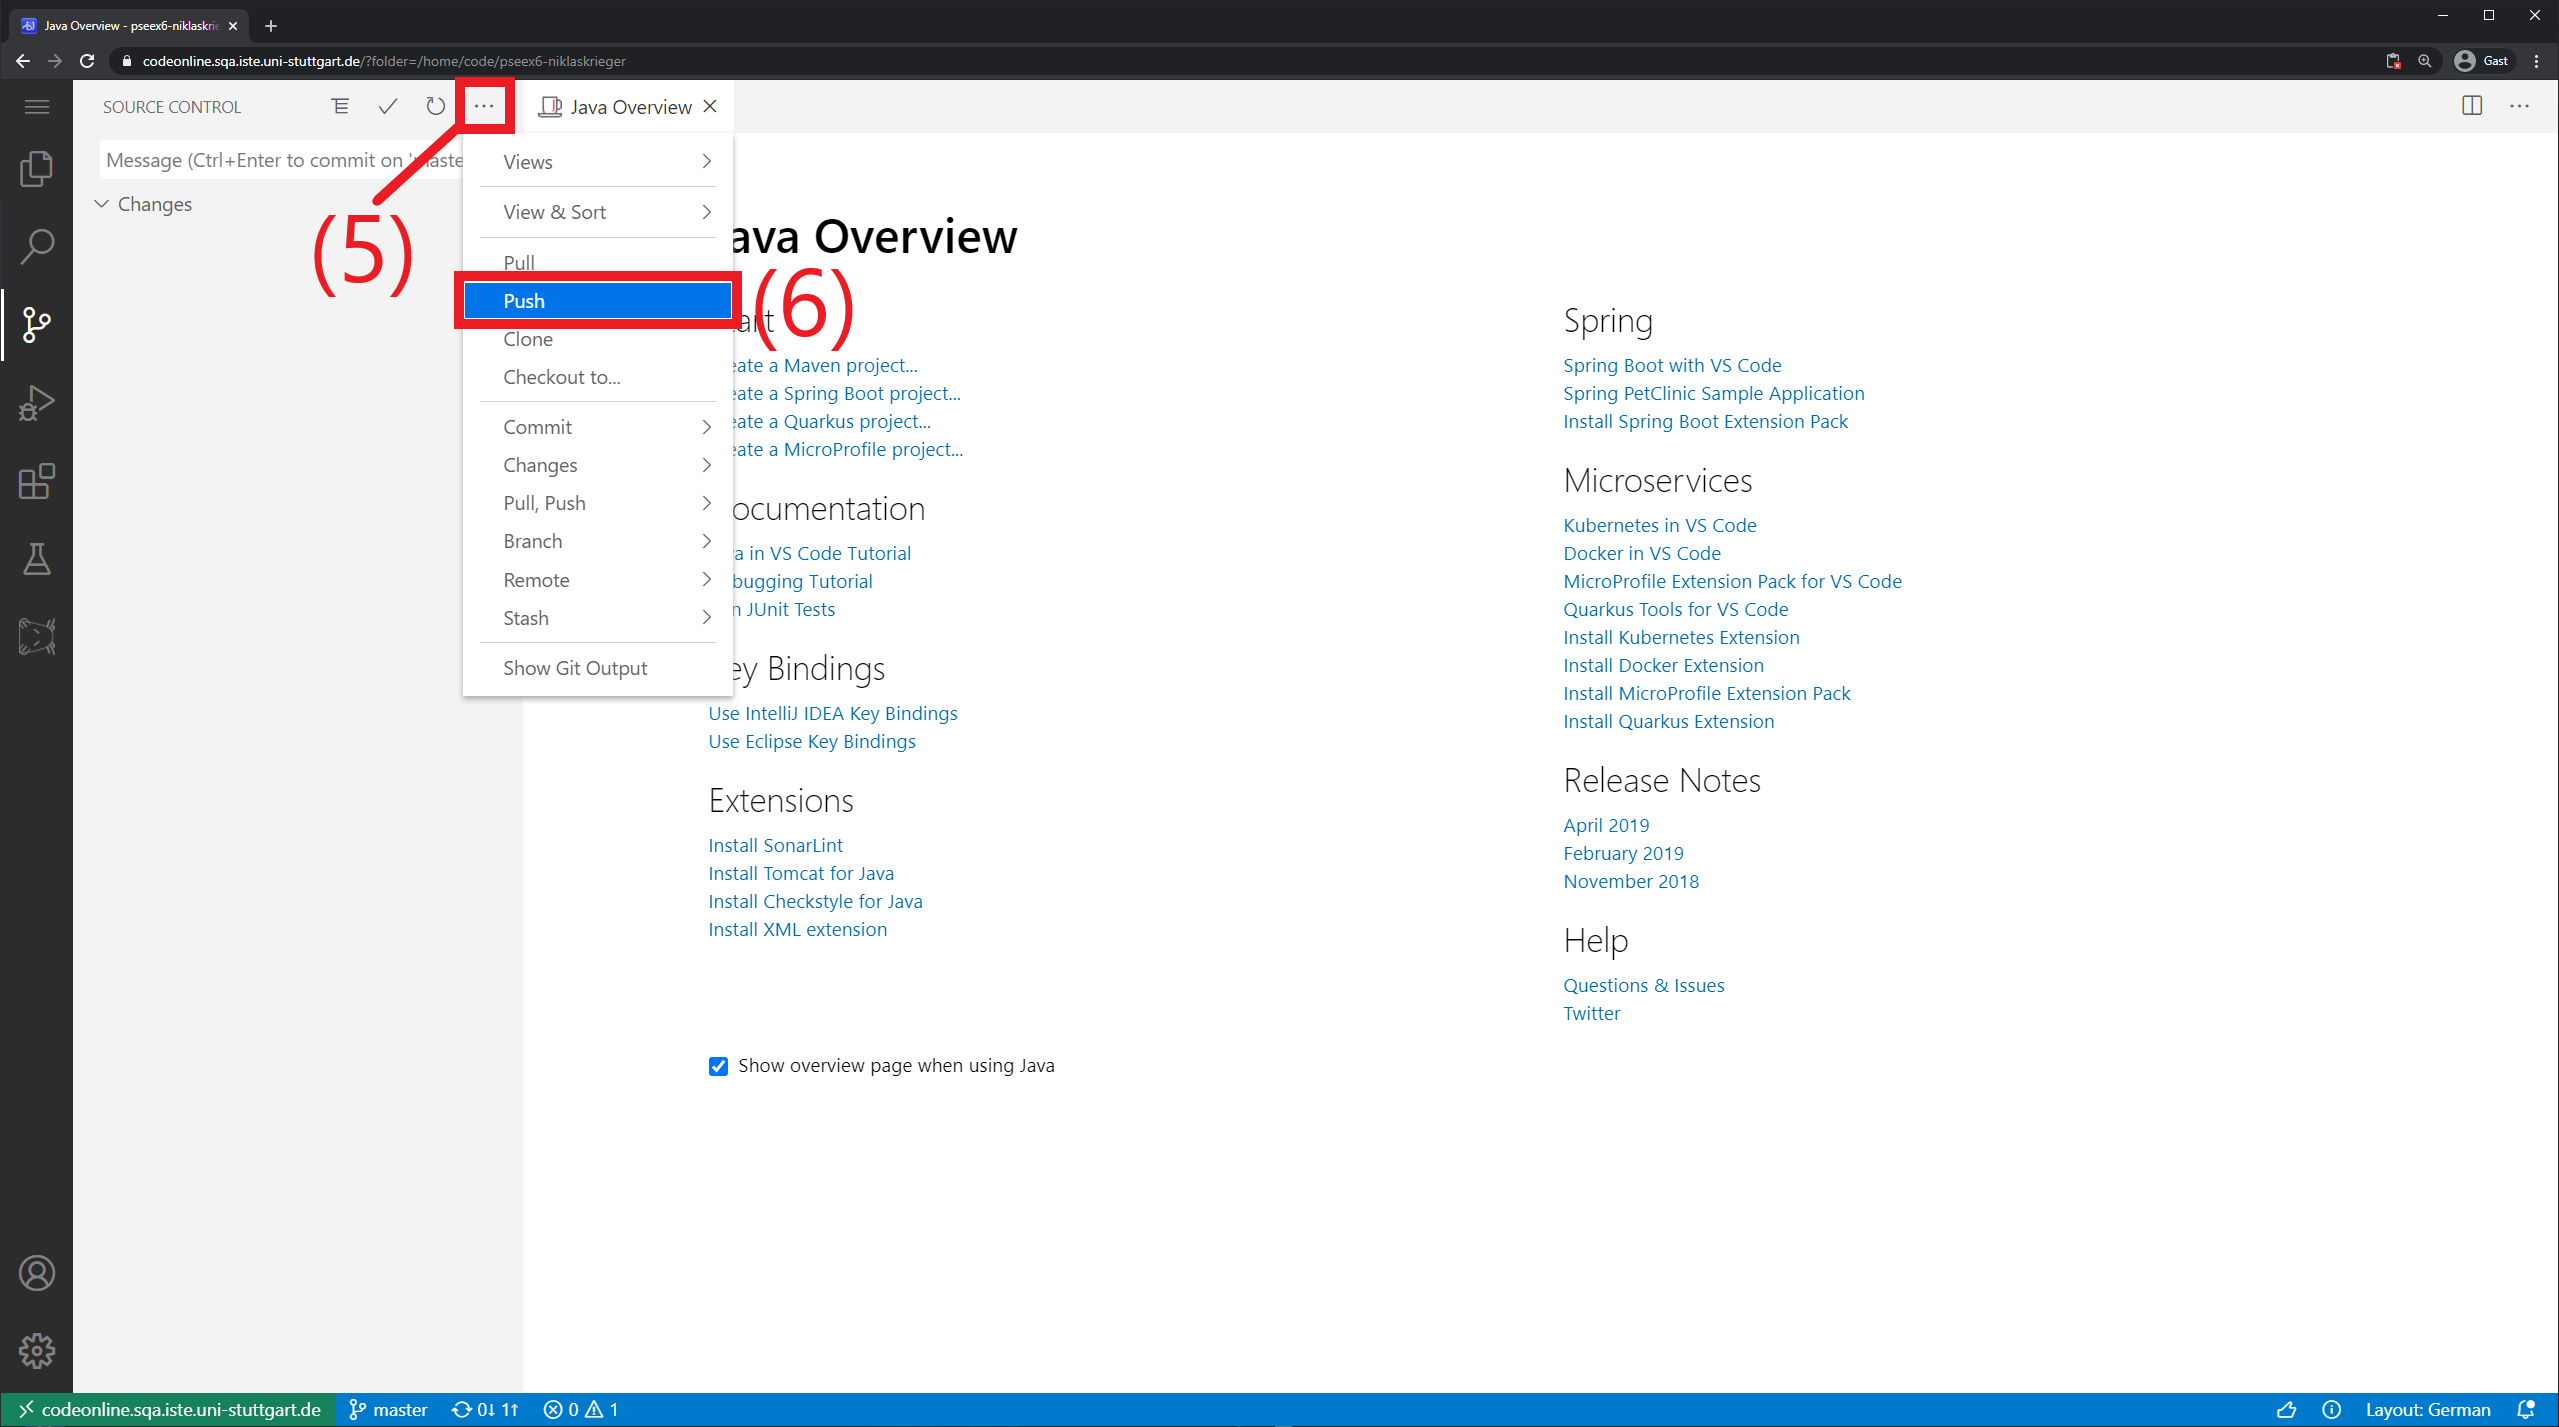 Java Overview - pseex6-niklaskrie
codeonline.sqa.iste.uni-stuttgart.de/?folder=/home/code/pseex6-niklaskrieger
Gast
SOURCE CONTROL
Java Overview
Message (Ctrl+Enter to commit on 'maste
Changes
(5)
Views
View & Sort
Pull
Push
(6)
Clone
Checkout to...
Commit
Changes
Pull, Push
Branch
Remote
Stash
Show Git Output
ava Overview
art
eate a Maven project...
eate a Spring Boot project...
eate a Quarkus project...
eate a MicroProfile project...
ocumentation
a in VS Code Tutorial
bugging Tutorial
n JUnit Tests
ey Bindings
Use IntelliJ IDEA Key Bindings
Use Eclipse Key Bindings
Extensions
Install SonarLint
Install Tomcat for Java
Install Checkstyle for Java
Install XML extension
Spring
Spring Boot with VS Code
Spring PetClinic Sample Application
Install Spring Boot Extension Pack
Microservices
Kubernetes in VS Code
Docker in VS Code
MicroProfile Extension Pack for VS Code
Quarkus Tools for VS Code
Install Kubernetes Extension
Install Docker Extension
Install MicroProfile Extension Pack
Install Quarkus Extension
Release Notes
April 2019
February 2019
November 2018
Help
Questions & Issues
Twitter
Show overview page when using Java
codeonline.sqa.iste.uni-stuttgart.de master 0↓ 1↑ 0 1
Layout: German